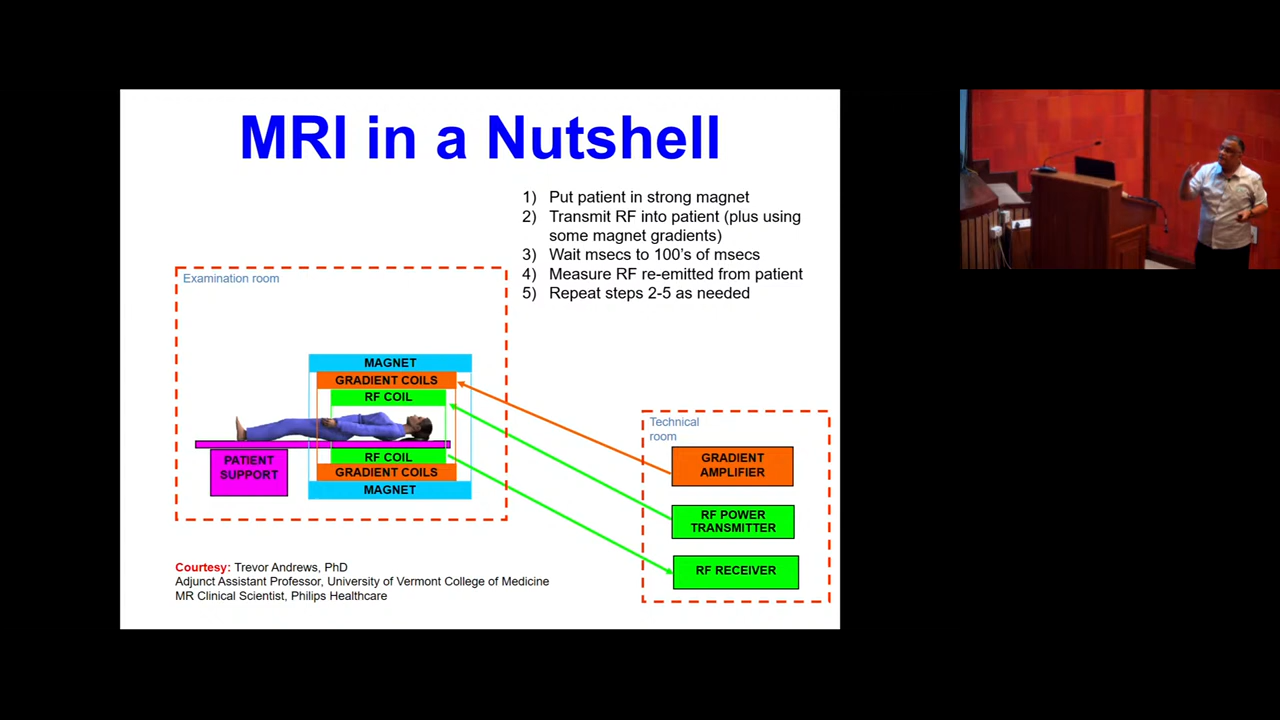 MRI in a Nutshell
1) Put patient in strong magnet
2) Transmit RF into patient (plus using
some magnet gradients)
3) Wait msecs to 100's of msecs
4) Measure RF re-emitted from patient
5) Repeat steps 2-5 as needed
Examination room
MAGNET
GRADIENT COILS
RF COIL
PATIENT
SUPPORT
RF COIL
GRADIENT COILS
MAGNET
Technical
room
GRADIENT
AMPLIFIER
RF POWER
TRANSMITTER
RF RECEIVER
Courtesy: Trevor Andrews, PhD
Adjunct Assistant Professor, University of Vermont College of Medicine
MR Clinical Scientist, Philips Healthcare